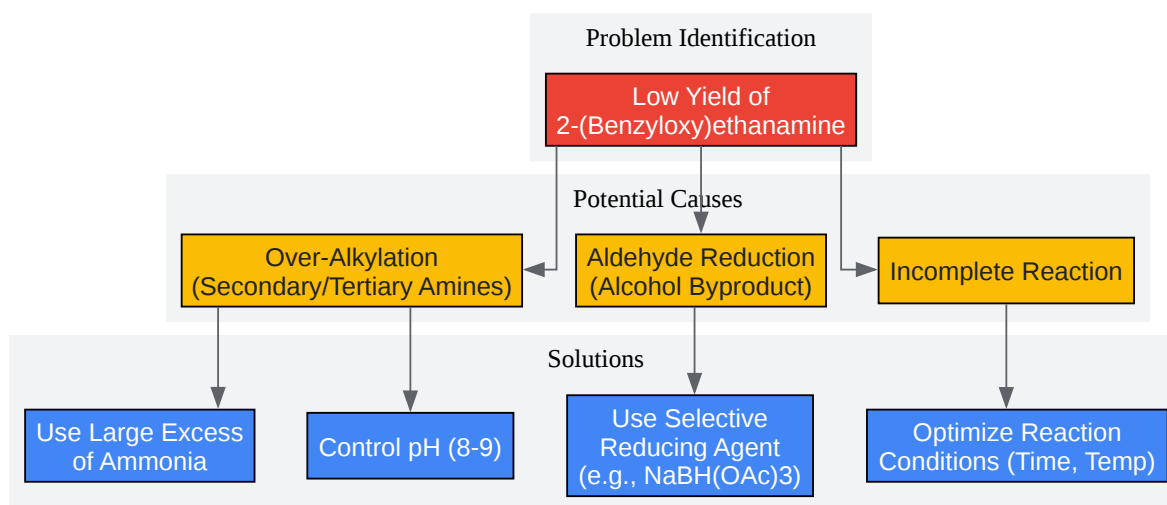 Problem Identification
Low Yield of
2-(Benzyloxy)ethanamine
Potential Causes
Over-Alkylation
(Secondary/Tertiary Amines)
Aldehyde Reduction
(Alcohol Byproduct)
Incomplete Reaction
Solutions
Use Large Excess
of Ammonia
Control pH (8-9)
Use Selective
Reducing Agent
(e.g., NaBH(OAc)3)
Optimize Reaction
Conditions (Time, Temp)